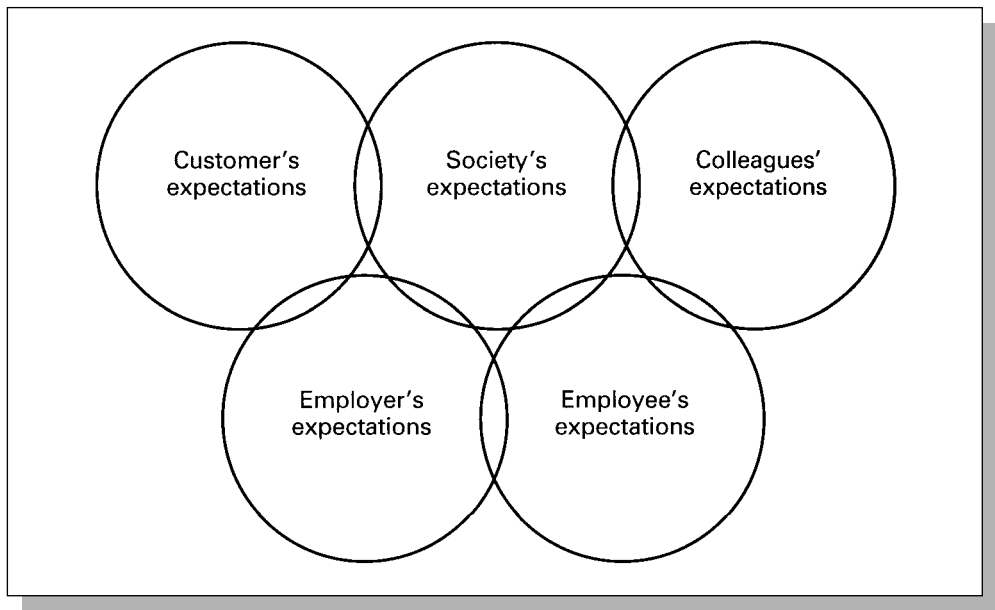 Customer's
expectations
Society's
expectations
Colleagues'
expectations
Employer's
expectations
Employee's
expectations